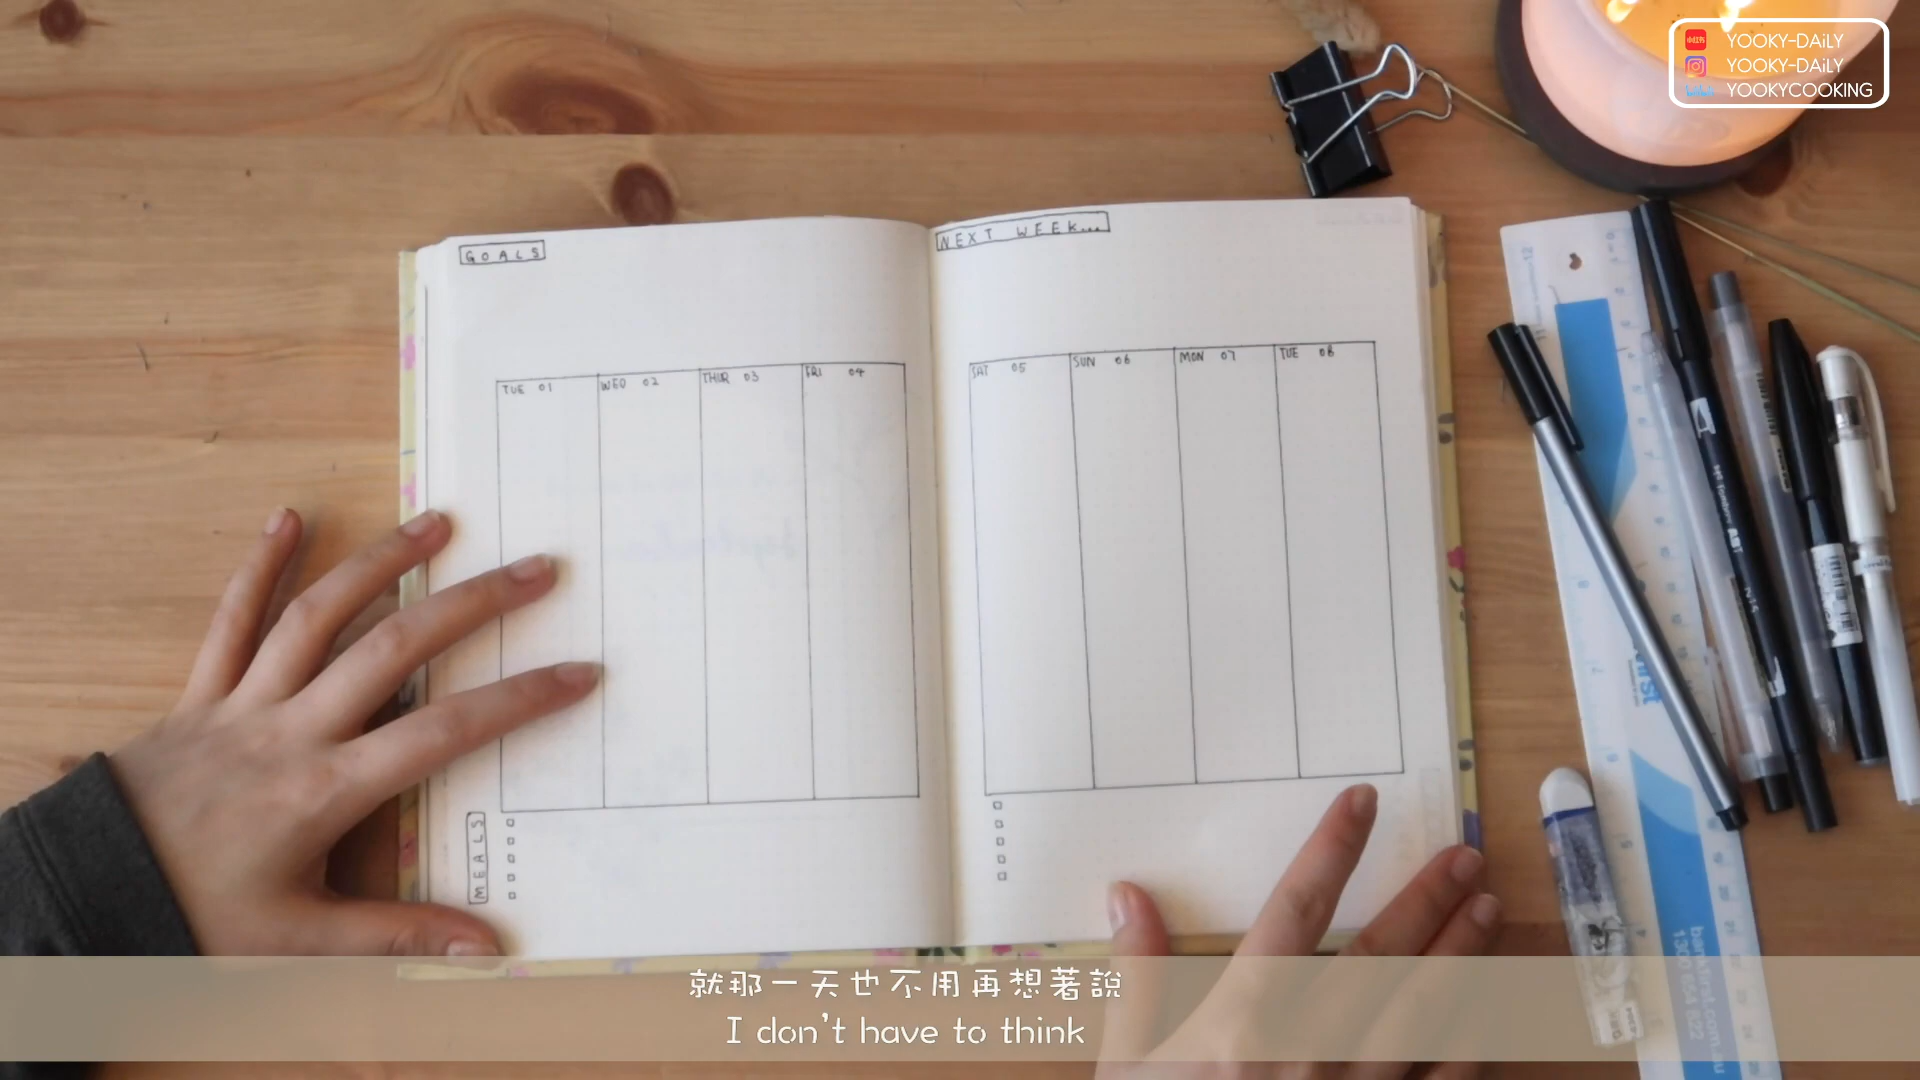 YOOKY-DAiLY
YOOKY-DAiLY
YOOKYCOOKING
GOALS
NEXT WEEK...
TUE 01
WED 02
THUR 03
FRI 04
SAT 05
SUN 06
MON 07
TUE 08
MEALS
就那一天也不用再想著說
I don't have to think